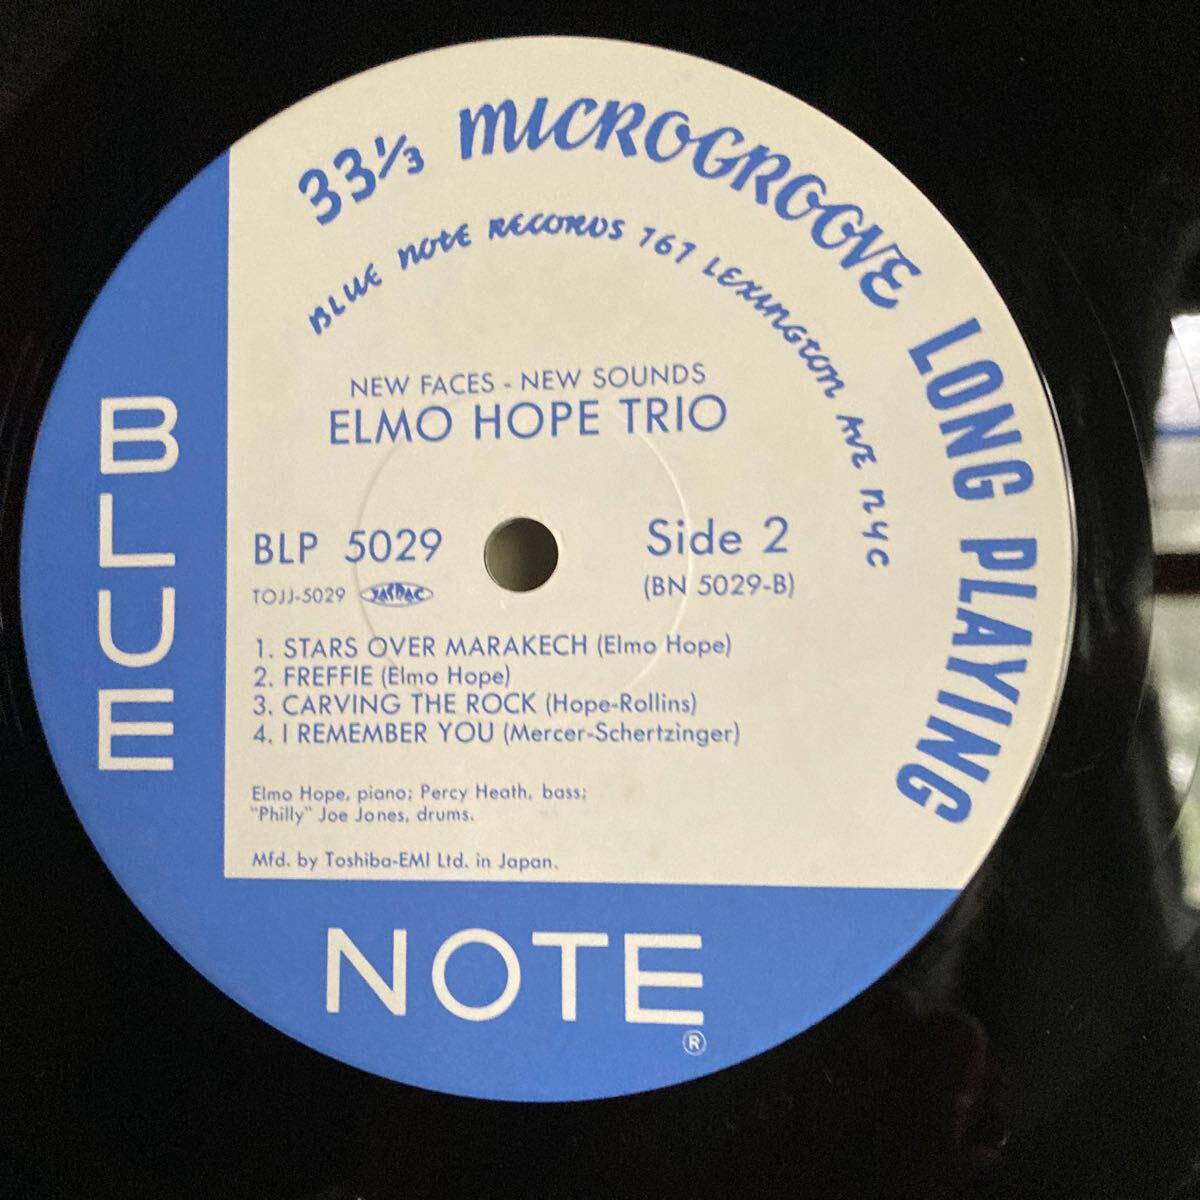 33⅓ MICROGROOVE LONG PLAYING
BLUE NOTE RECORDS 767 LEXINGTON AVE NYC
NEW FACES - NEW SOUNDS
ELMO HOPE TRIO
BLP 5029
Side 2
TOJJ-5029 JASRAC
(BN 5029-B)
1. STARS OVER MARAKECH (Elmo Hope)
2. FREFFIE (Elmo Hope)
3. CARVING THE ROCK (Hope-Rollins)
4. I REMEMBER YOU (Mercer-Schertzinger)
Elmo Hope, piano; Percy Heath, bass;
"Philly" Joe Jones, drums.
Mfd. by Toshiba-EMI Ltd. in Japan.
BLUE
NOTE
®